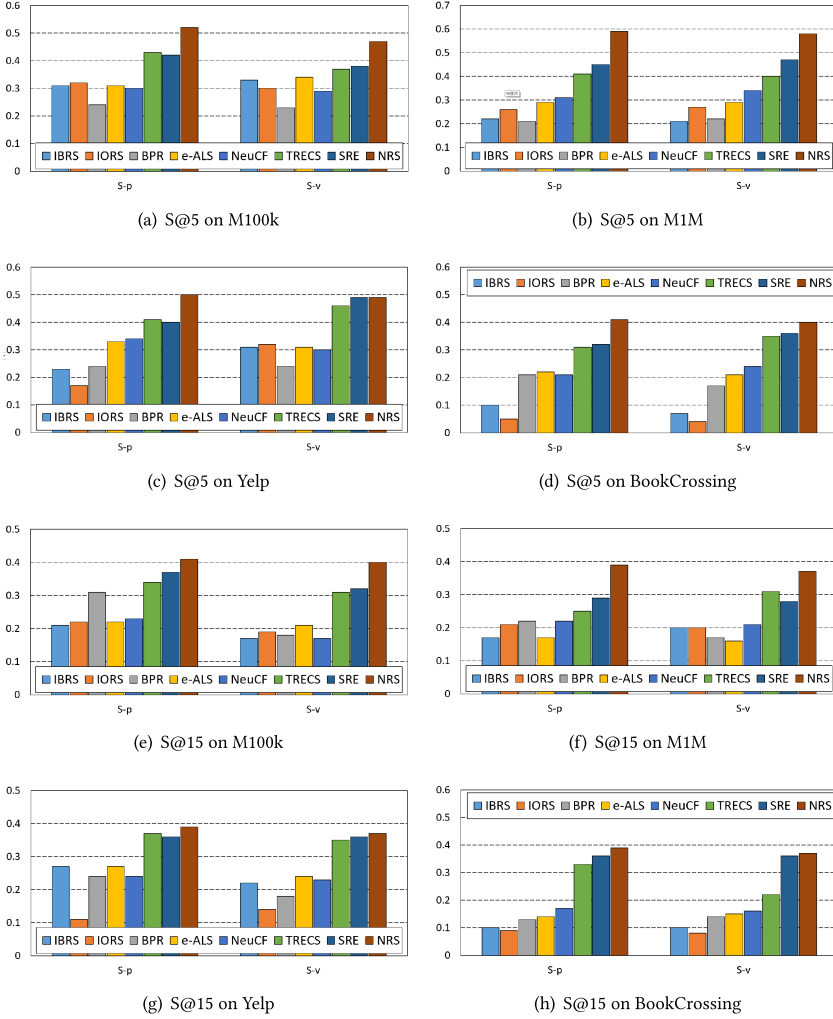 0.6
0.5
0.4
0.3
0.2
0.1
0
IBRS IORS BPR e-ALS NeuCF TRECS SRE NRS
S-p S-v
(a) S@5 on M100k
0.7
0.6
0.5
0.4
0.3
0.2
0.1
0
IBRS IORS BPR e-ALS NeuCF TRECS SRE NRS
S-p S-v
(b) S@5 on M1M
0.6
0.5
0.4
0.3
0.2
0.1
0
IBRS IORS BPR e-ALS NeuCF TRECS SRE NRS
S-p S-v
(c) S@5 on Yelp
0.6
IBRS IORS BPR e-ALS NeuCF TRECS SRE NRS
0.5
0.4
0.3
0.2
0.1
0
S-p S-v
(d) S@5 on BookCrossing
0.5
0.4
0.3
0.2
0.1
0
IBRS IORS BPR e-ALS NeuCF TRECS SRE NRS
S-p S-v
(e) S@15 on M100k
0.5
0.4
0.3
0.2
0.1
0
IBRS IORS BPR e-ALS NeuCF TRECS SRE NRS
S-p S-v
(f) S@15 on M1M
0.5
0.4
0.3
0.2
0.1
0
IBRS IORS BPR e-ALS NeuCF TRECS SRE NRS
S-p S-v
(g) S@15 on Yelp
0.6
IBRS IORS BPR e-ALS NeuCF TRECS SRE NRS
0.5
0.4
0.3
0.2
0.1
0
S-p S-v
(h) S@15 on BookCrossing